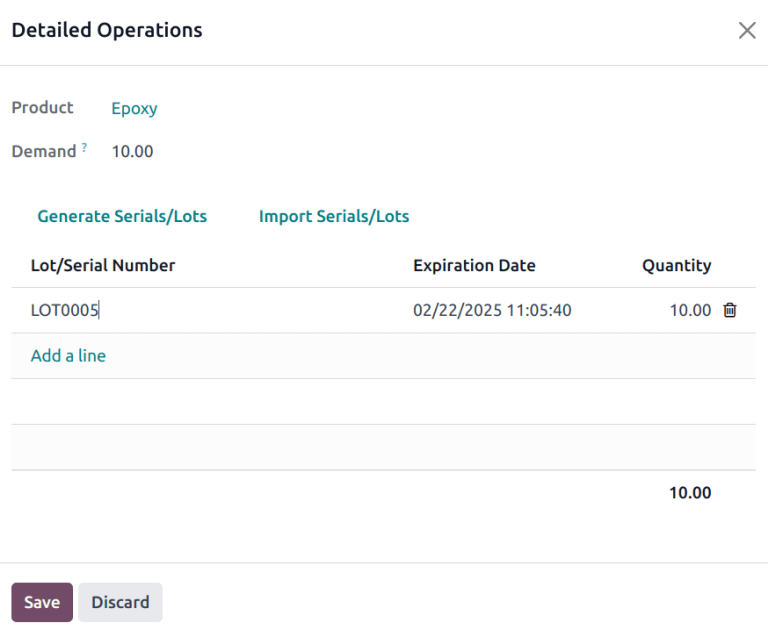 Detailed Operations
Product Epoxy
Demand ? 10.00
Generate Serials/Lots Import Serials/Lots
Lot/Serial Number Expiration Date Quantity
LOT0005 02/22/2025 11:05:40 10.00
Add a line
10.00
Save Discard